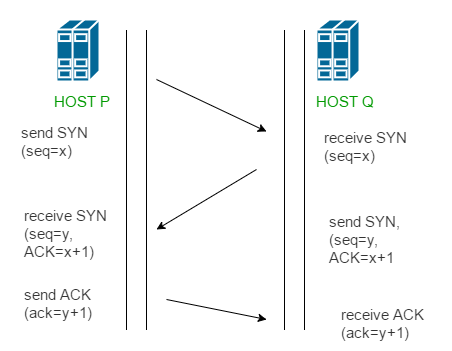 HOST P
HOST Q
send SYN
(seq=x)
receive SYN
(seq=x)
receive SYN
(seq=y,
ACK=x+1)
send SYN,
(seq=y,
ACK=x+1
send ACK
(ack=y+1)
receive ACK
(ack=y+1)